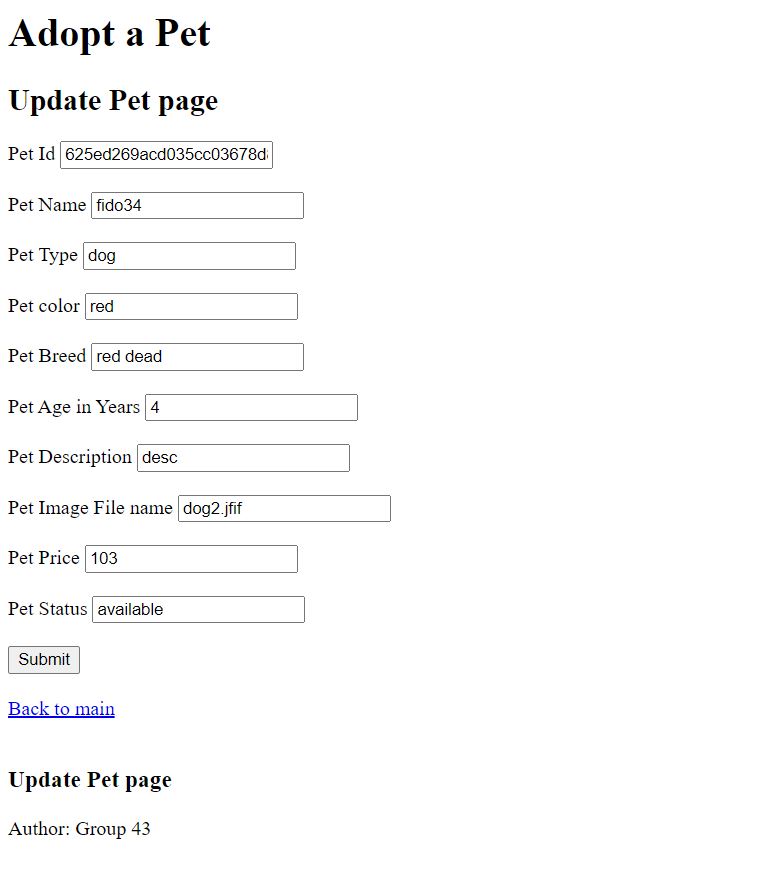 Adopt a Pet
Update Pet page
Pet Id 625ed269acd035cc03678d
Pet Name fido34
Pet Type dog
Pet color red
Pet Breed red dead
Pet Age in Years 4
Pet Description desc
Pet Image File name dog2.jfif
Pet Price 103
Pet Status available
Submit
Back to main
Update Pet page
Author: Group 43